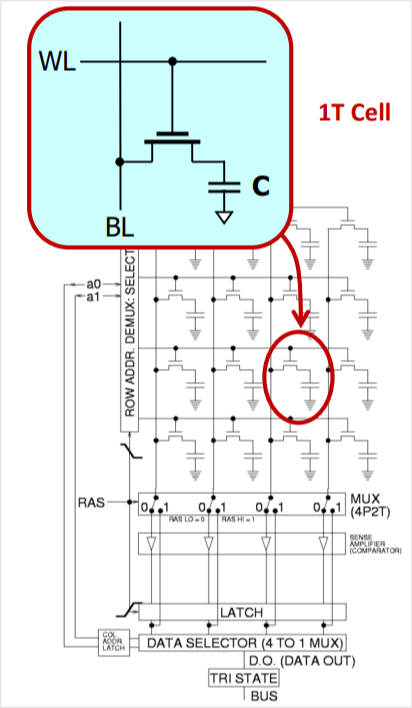 WL
1T Cell
C
BL
ROW ADDR. DEMUX: SELECT
a0
a1
RAS
0 1 0 1 0 1 0 1
MUX
(4P2T)
RAS LO = 0 RAS HI = 1
SENSE
AMPLIFIER
(COMPARATOR)
LATCH
COL.
ADDR.
LATCH
DATA SELECTOR (4 TO 1 MUX)
D.O. (DATA OUT)
TRI STATE
BUS